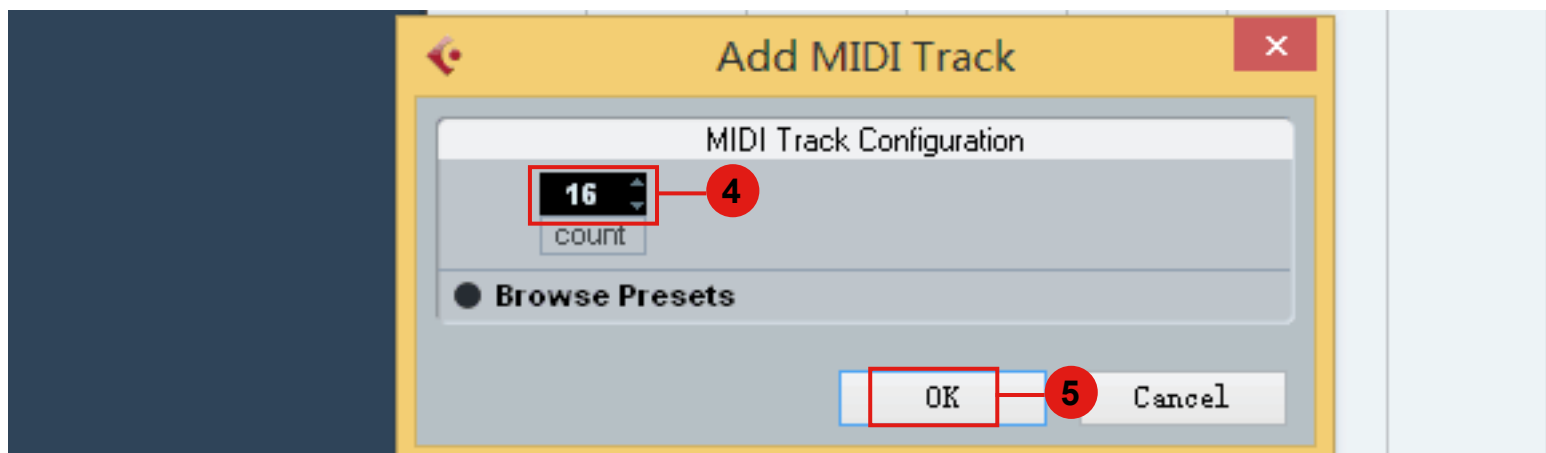 Add MIDI Track
MIDI Track Configuration
16
4
count
Browse Presets
OK
5
Cancel